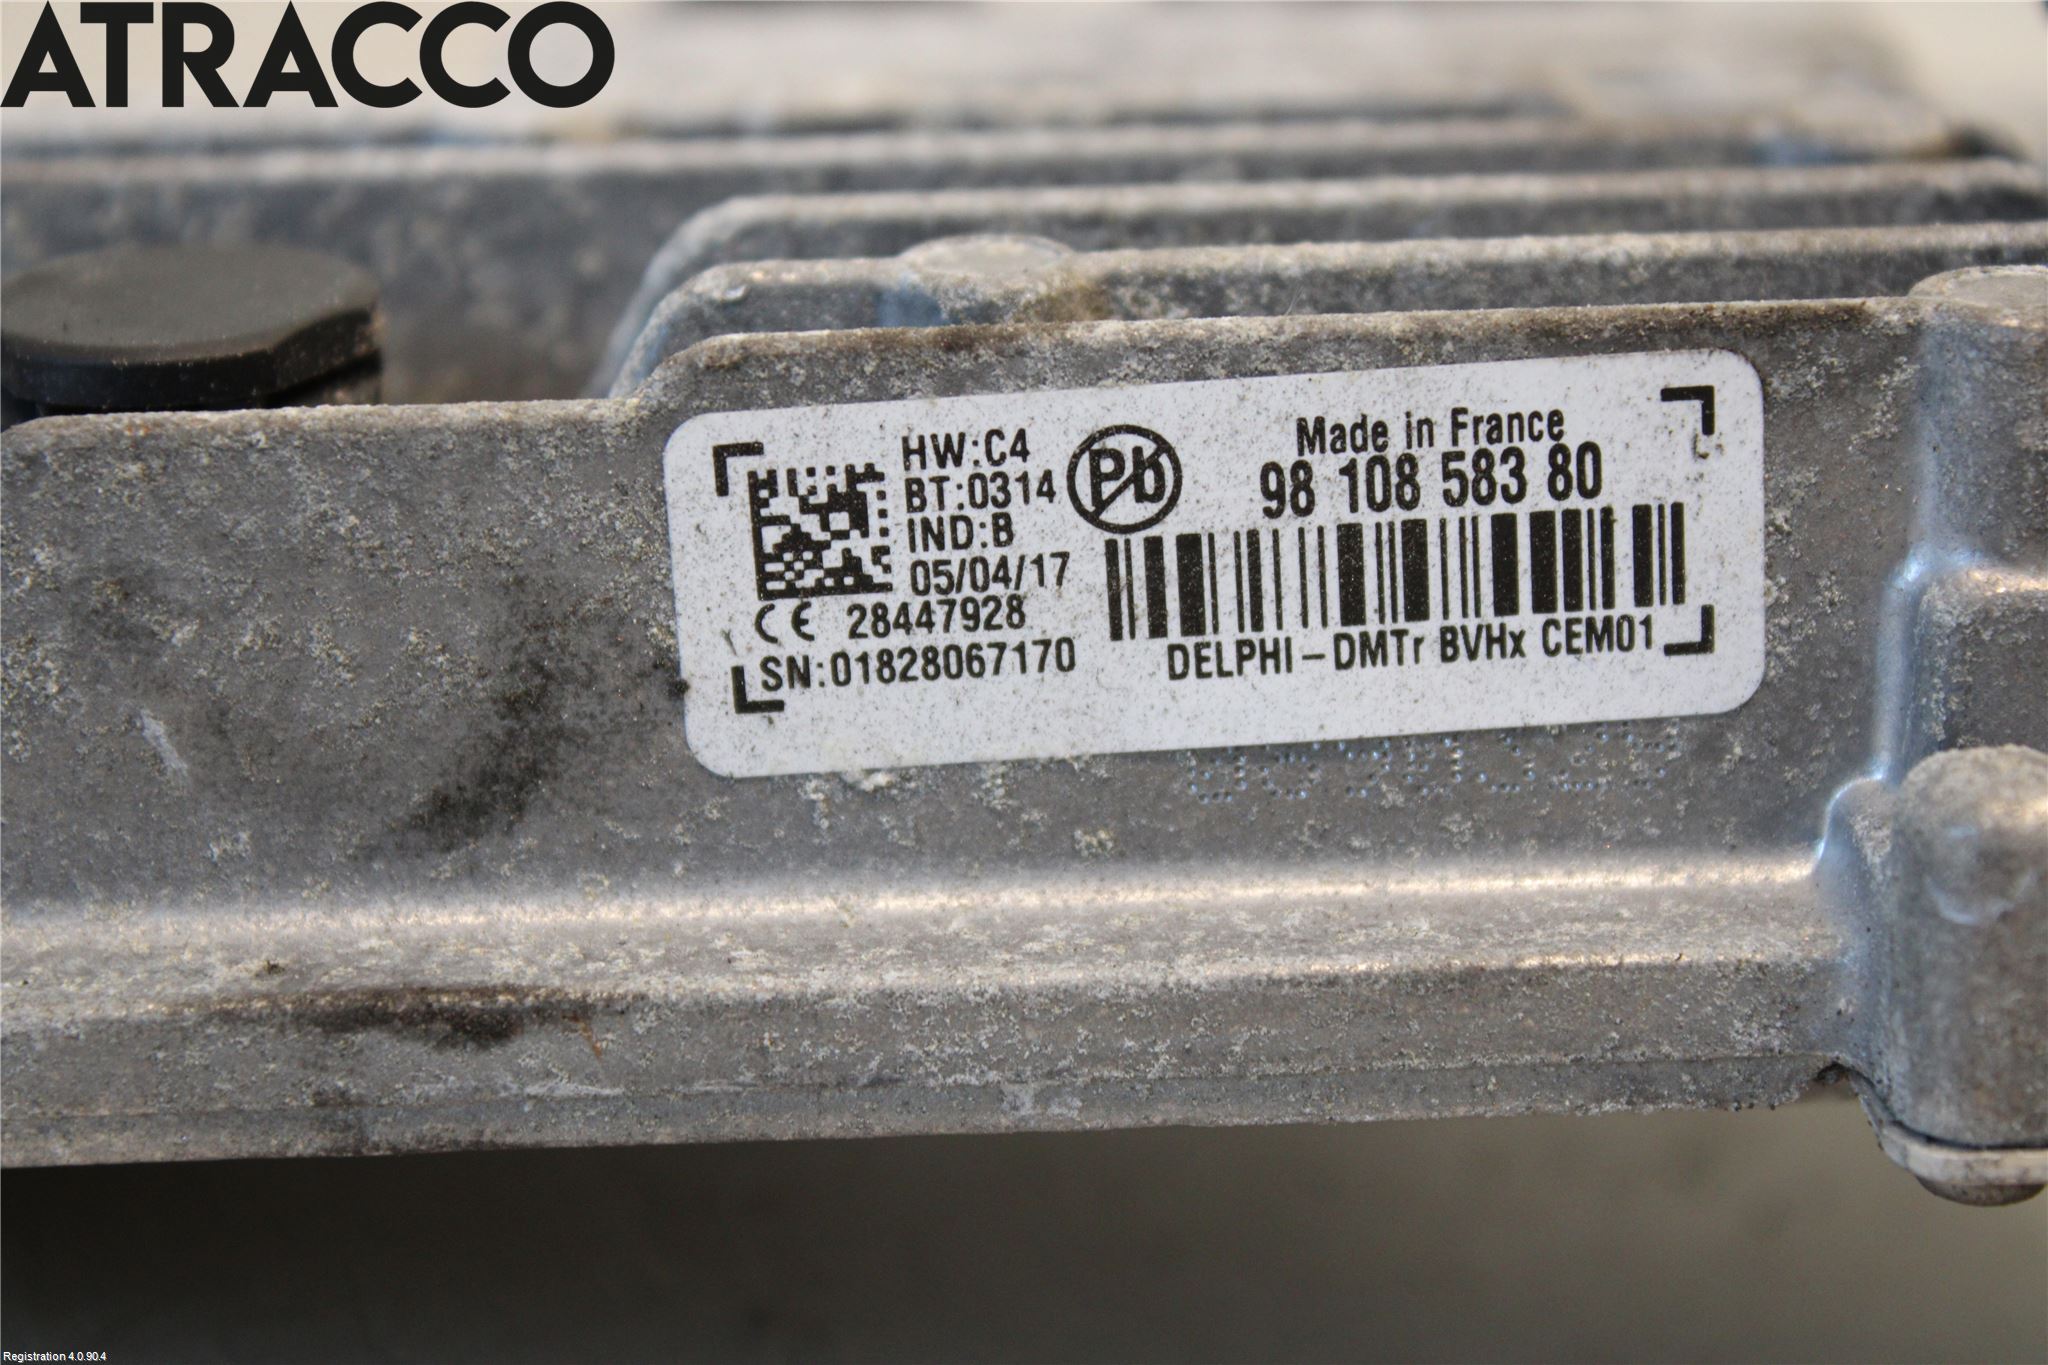 ATRACCO
HW:C4
BT:0314
IND:B
05/04/17
CE 28447928
SN:01828067170
Pb
Made in France
98 108 583 80
DELPHI-DMTr BVHx CEM01
Registration 4.0.90.4